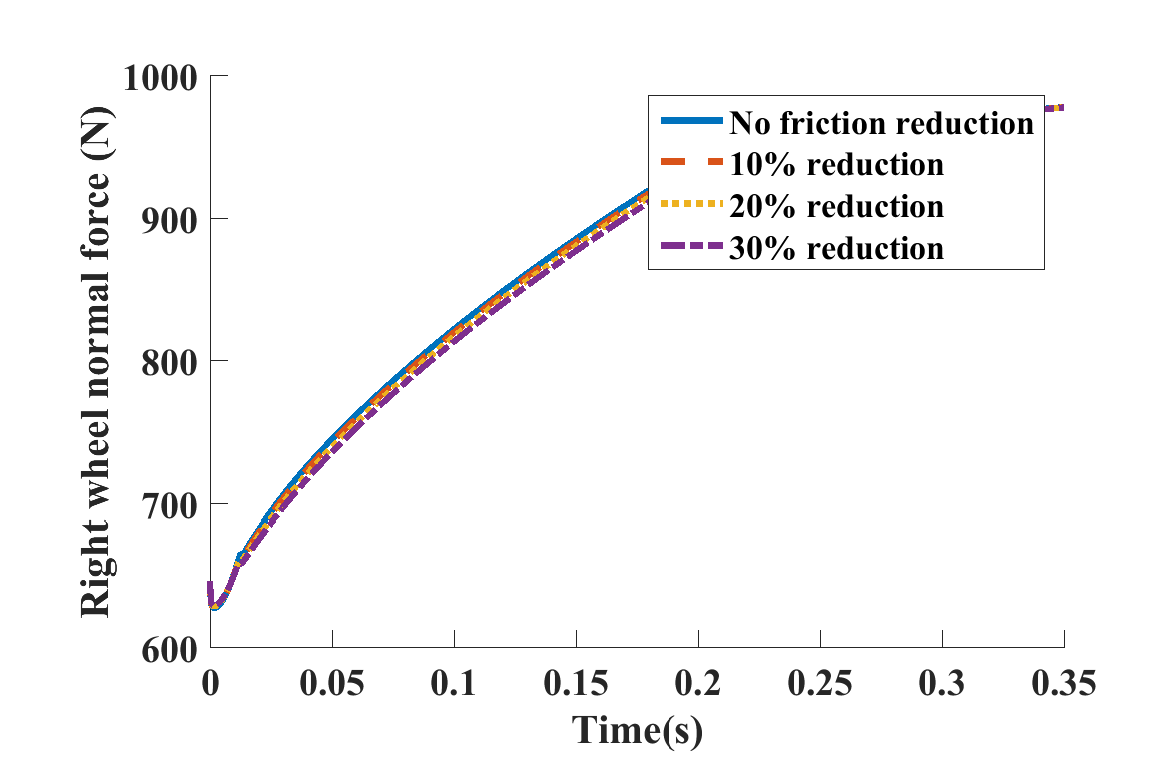 Right wheel normal force (N)
1000
900
800
700
600
No friction reduction
10% reduction
20% reduction
30% reduction
0 0.05 0.1 0.15 0.2 0.25 0.3 0.35
Time(s)